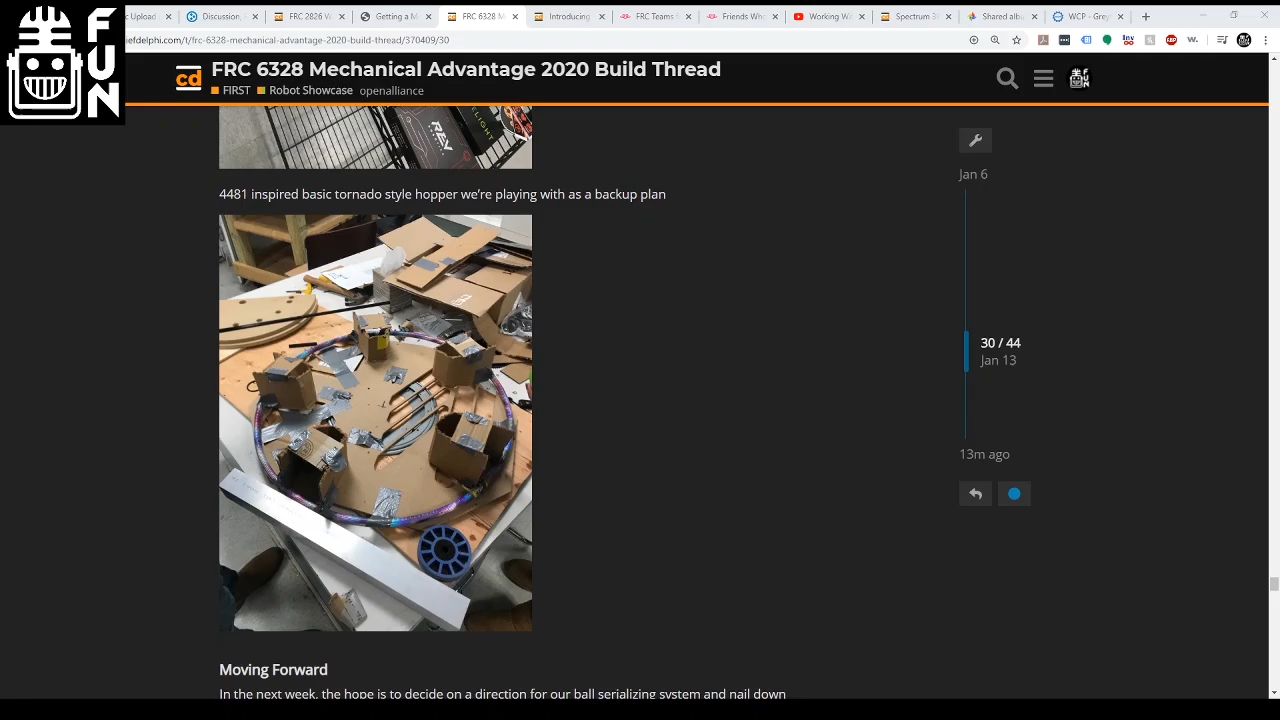 FUN
Upload
Discussion,
FRC 2826 W
Getting a M
FRC 6328 M
Introducing
FRC Teams
Friends Who
Working Wi
Spectrum 3
Shared albu
WCP - Grey
iefdelphi.com/t/frc-6328-mechanical-advantage-2020-build-thread/370409/30
cd
FRC 6328 Mechanical Advantage 2020 Build Thread
FIRST Robot Showcase openalliance
REV
4481 inspired basic tornado style hopper we're playing with as a backup plan
Jan 6
30 / 44
Jan 13
13m ago
Moving Forward
In the next week, the hope is to decide on a direction for our ball serializing system and nail down